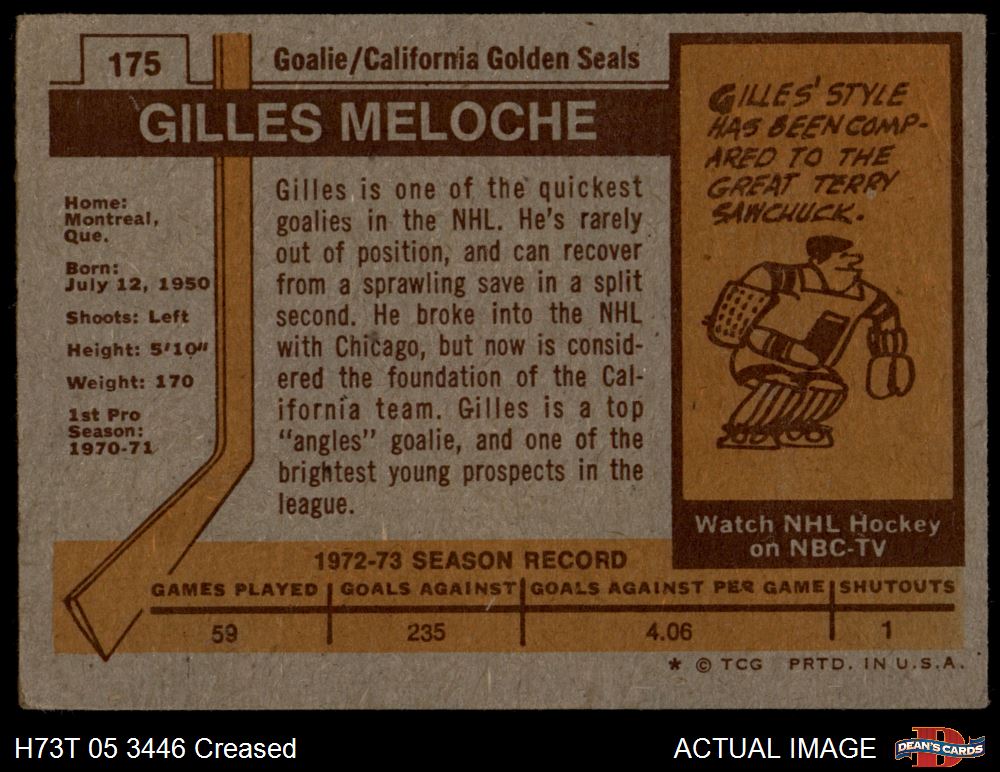 175
Goalie/California Golden Seals
GILLES MELOCHE
Home:
Montreal,
Que.
Born:
July 12, 1950
Shoots: Left
Height: 5'10"
Weight: 170
1st Pro
Season:
1970-71
Gilles is one of the quickest
goalies in the NHL. He's rarely
out of position, and can recover
from a sprawling save in a split
second. He broke into the NHL
with Chicago, but now is consid-
ered the foundation of the Cal-
ifornia team. Gilles is a top
"angles" goalie, and one of the
brightest young prospects in the
league.
GILLES' STYLE
HAS BEEN COMP-
ARED TO THE
GREAT TERRY
SAWCHUCK.
Watch NHL Hockey
on NBC-TV
1972-73 SEASON RECORD
GAMES PLAYED GOALS AGAINST GOALS AGAINST PER GAME SHUTOUTS
59 235 4.06 1
* © TCG PRTD. IN U.S.A.
H73T 05 3446 Creased
ACTUAL IMAGE
DEAN'S CARDS